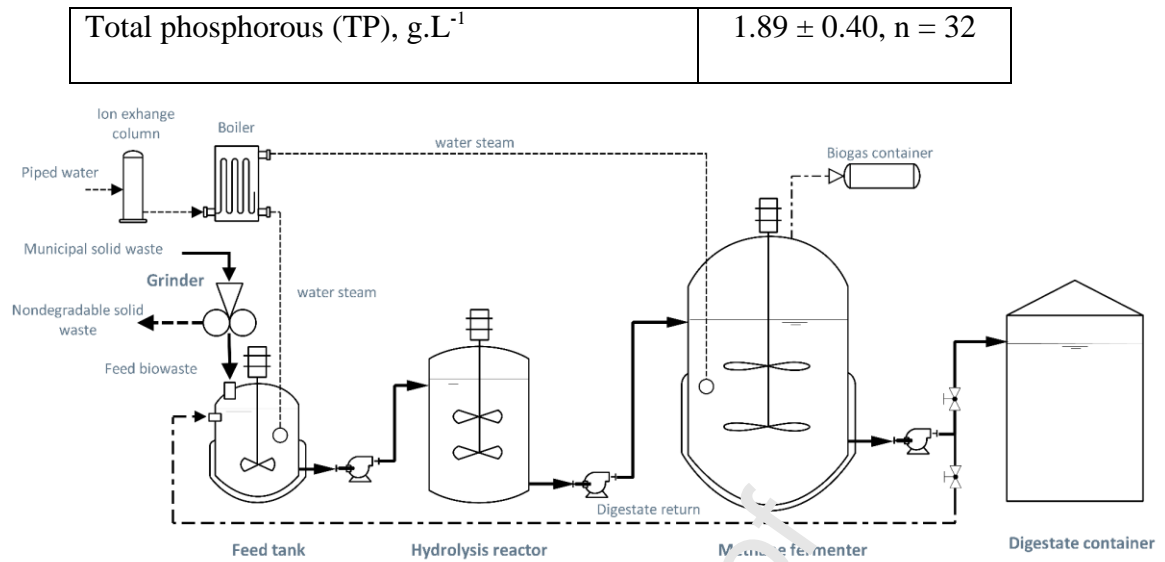 Total phosphorous (TP), g.L-1
1.89 ± 0.40, n = 32
Ion exhange
column
Boiler
water steam
Biogas container
Piped water
Municipal solid waste
Grinder
water steam
Nondegradable solid
waste
Feed biowaste
Digestate return
Feed tank
Hydrolysis reactor
Methane fermenter
Digestate container